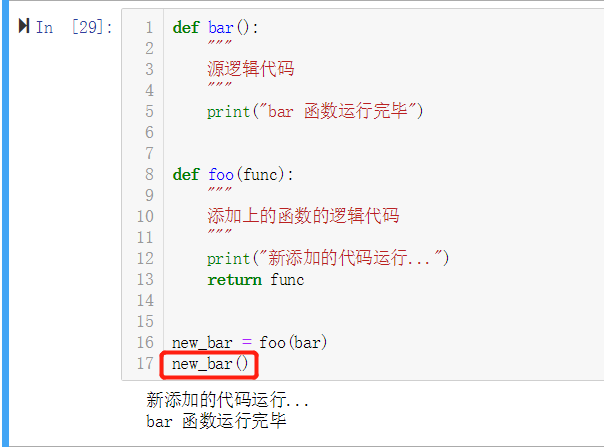 In [29]:
1 def bar():
2     """
3     源逻辑代码
4     """
5     print("bar 函数运行完毕")
6
7
8 def foo(func):
9     """
10     添加上的函数的逻辑代码
11     """
12     print("新添加的代码运行...")
13     return func
14
15
16 new_bar = foo(bar)
17 new_bar()
新添加的代码运行...
bar 函数运行完毕